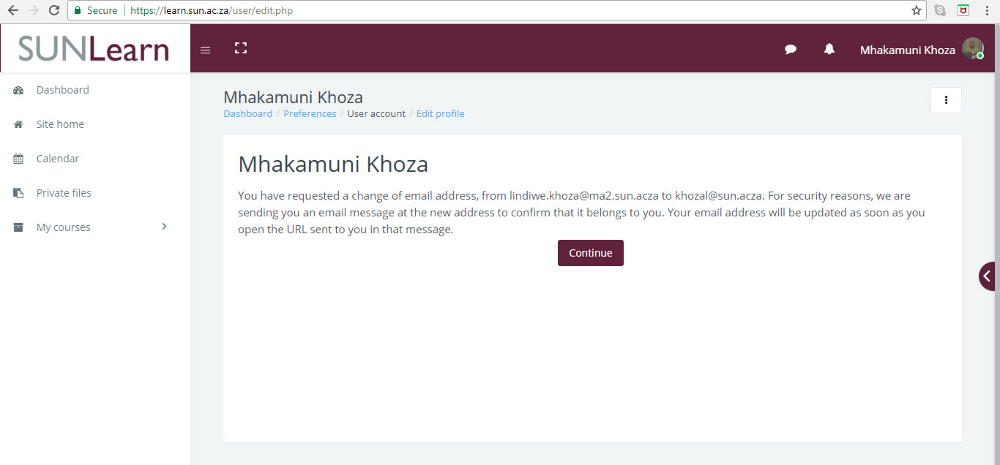 Secure https://learn.sun.ac.za/user/edit.php
SUNLearn
Mhakamuni Khoza
Dashboard
Site home
Calendar
Private files
My courses
Mhakamuni Khoza
Dashboard / Preferences / User account / Edit profile
Mhakamuni Khoza
You have requested a change of email address, from lindiwe.khoza@ma2.sun.acza to khozal@sun.acza. For security reasons, we are
sending you an email message at the new address to confirm that it belongs to you. Your email address will be updated as soon as you
open the URL sent to you in that message.
Continue